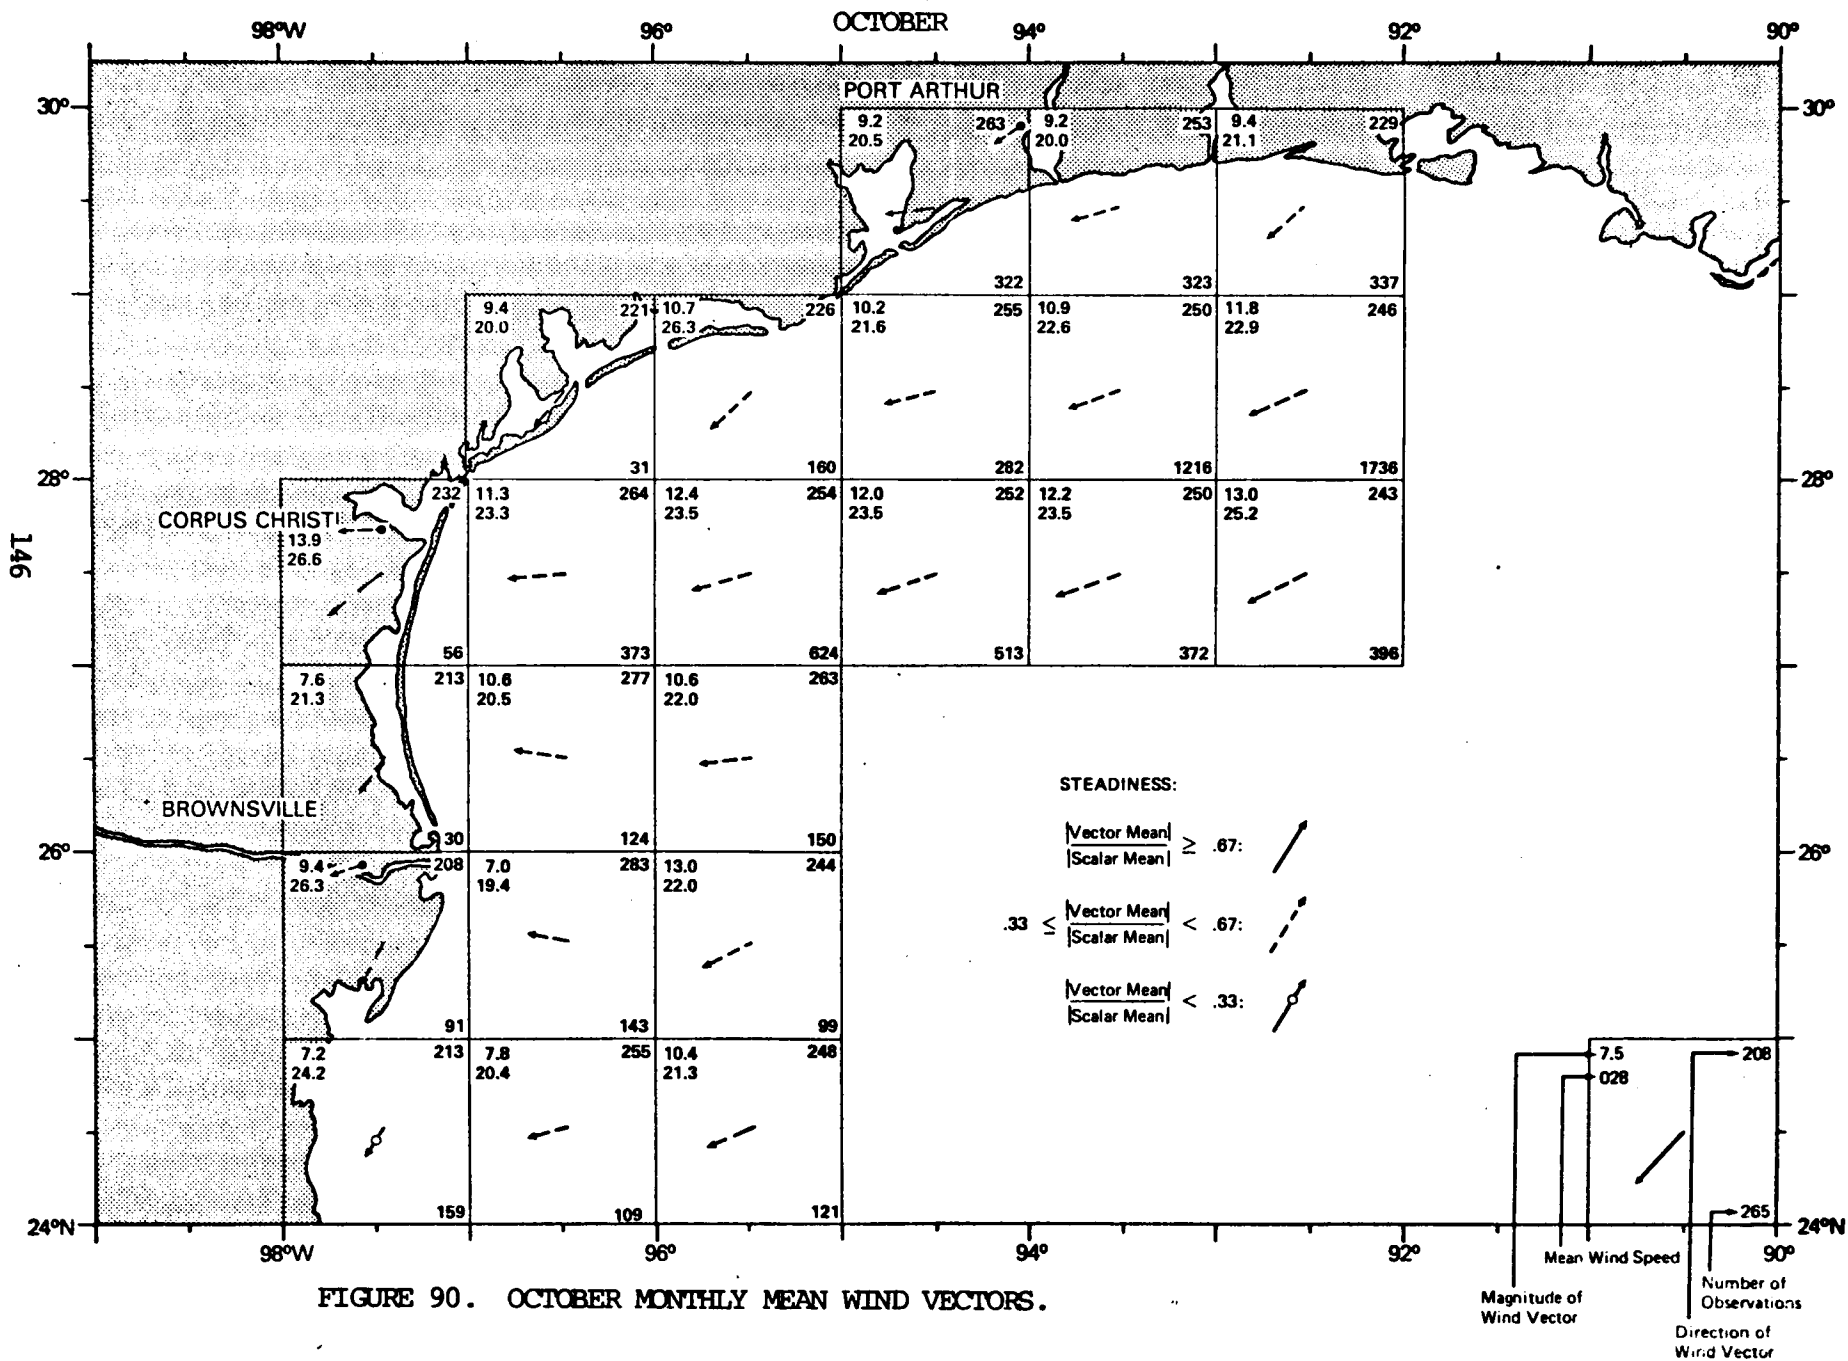 OCTOBER
98°W 96° 94° 92° 90°
PORT ARTHUR
30° 30°
9.2 263 9.2 253 9.4 229
20.5 20.0 21.1
322 323 337
9.4 221 10.7 226 10.2 255 10.9 250 11.8 246
20.0 26.3 21.6 22.6 22.9
31 160 282 1216 1736
28° 28°
232 11.3 264 12.4 254 12.0 252 12.2 250 13.0 243
23.3 23.5 23.5 23.5 25.2
CORPUS CHRISTI
13.9
26.6
146
56 373 624 513 372 396
7.6 213 10.6 277 10.6 263
21.3 20.5 22.0
BROWNSVILLE
30 124 150
26° 26°
9.4 208 7.0 283 13.0 244
26.3 19.4 22.0
91 143 99
7.2 213 7.8 255 10.4 248
24.2 20.4 21.3
159 109 121
24°N 24°N
98°W 96° 94° 92° 90°
STEADINESS:
|Vector Mean|
|Scalar Mean| ≥ .67:
.33 ≤ |Vector Mean|
|Scalar Mean| < .67:
|Vector Mean|
|Scalar Mean| < .33:
7.5 208
028
265
Mean Wind Speed
Number of
Observations
Magnitude of
Wind Vector
Direction of
Wind Vector
FIGURE 90. OCTOBER MONTHLY MEAN WIND VECTORS.